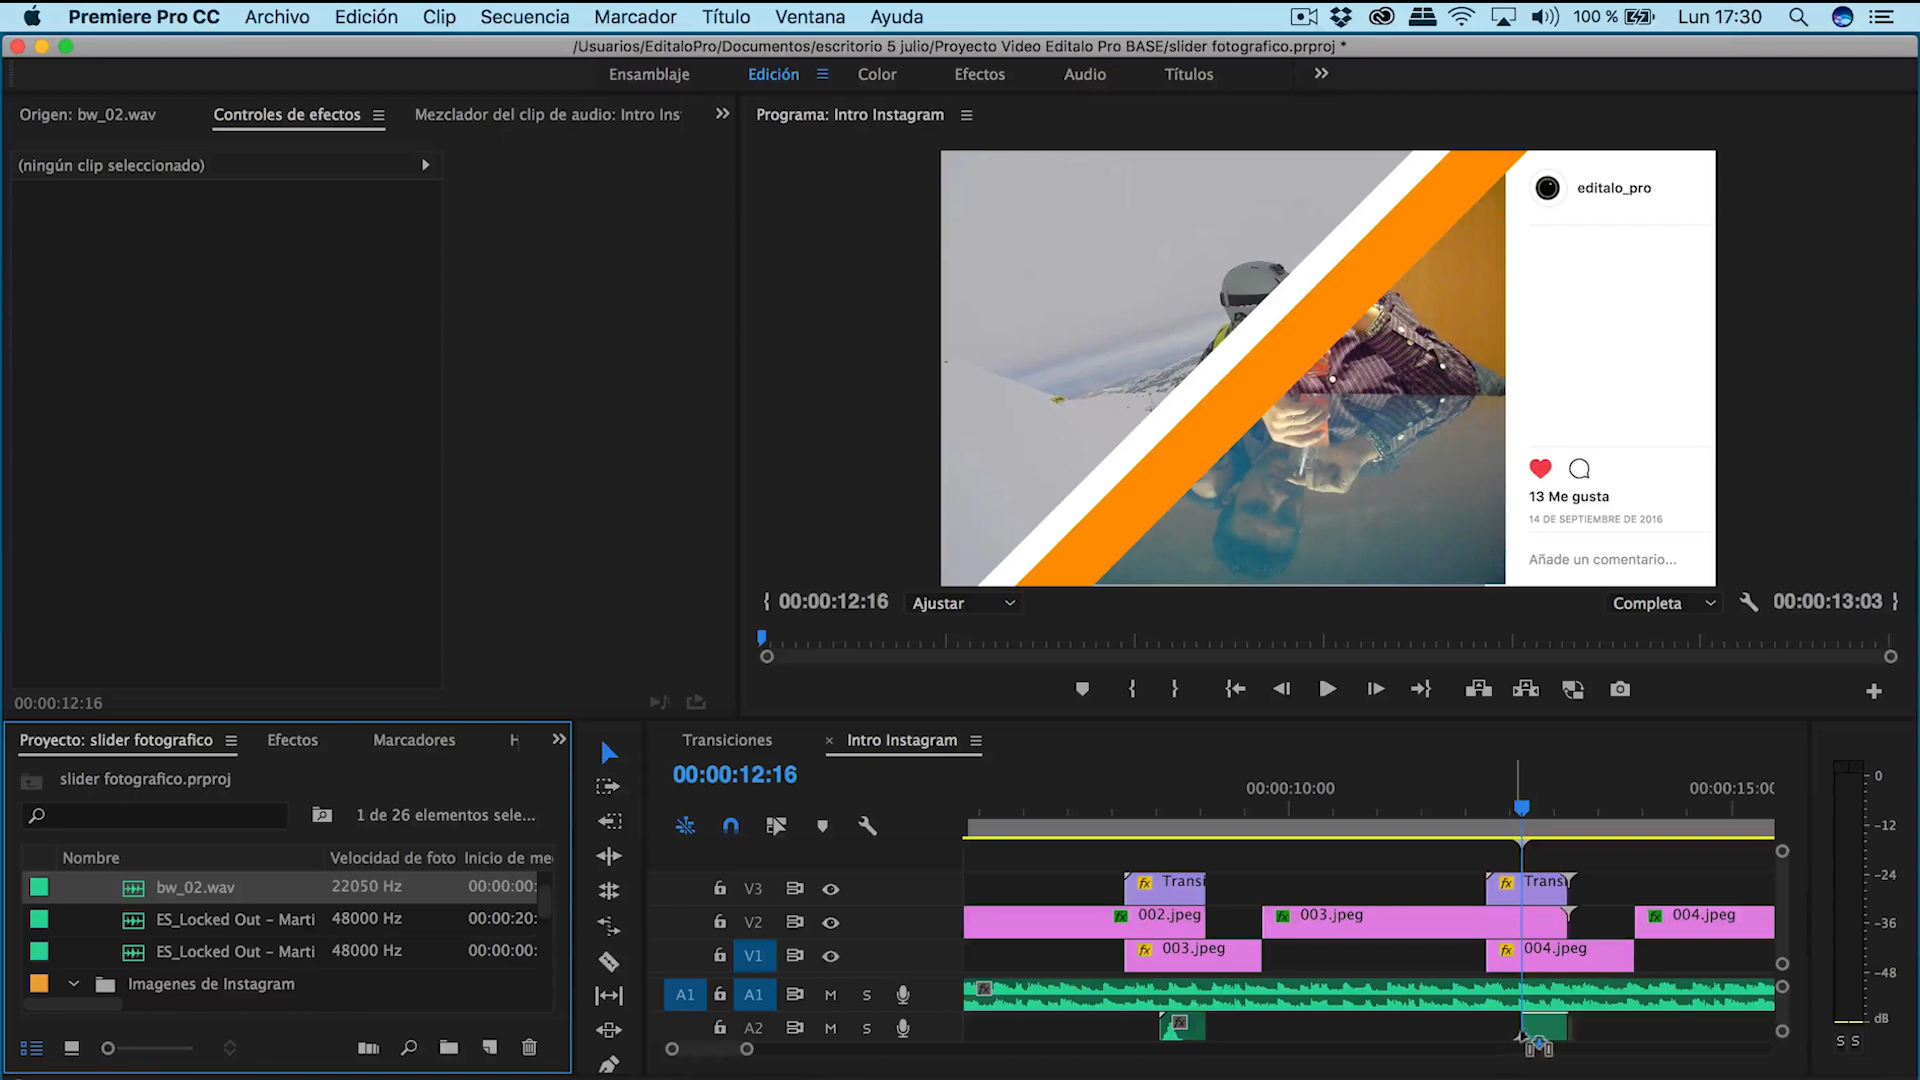 Premiere Pro CC Archivo Edición Clip Secuencia Marcador Título Ventana Ayuda 100 % Lun 17:30
/Usuarios/EditaloPro/Documentos/escritorio 5 julio/Proyecto Video Editalo Pro BASE/slider fotografico.prproj *
Ensamblaje Edición Color Efectos Audio Títulos
Origen: bw_02.wav Controles de efectos Mezclador del clip de audio: Intro Ins
Programa: Intro Instagram
(ningún clip seleccionado)
editalo_pro
13 Me gusta
14 DE SEPTIEMBRE DE 2016
Añade un comentario...
00:00:12:16 Ajustar Completa 00:00:13:03
00:00:12:16
Proyecto: slider fotografico Efectos Marcadores H
Transiciones × Intro Instagram
slider fotografico.prproj
00:00:12:16
1 de 26 elementos sele...
00:00:10:00 00:00:15:00
Nombre Velocidad de foto Inicio de me
bw_02.wav 22050 Hz 00:00:00:
ES_Locked Out - Marti 48000 Hz 00:00:20:
ES_Locked Out - Marti 48000 Hz 00:00:00:
Imagenes de Instagram
V3 fx Transi fx Transi
V2 fx 002.jpeg fx 003.jpeg fx 004.jpeg
V1 fx 003.jpeg fx 004.jpeg
A1 A1 M S fx
A2 M S fx
0
-12
-24
-36
-48
dB
S S